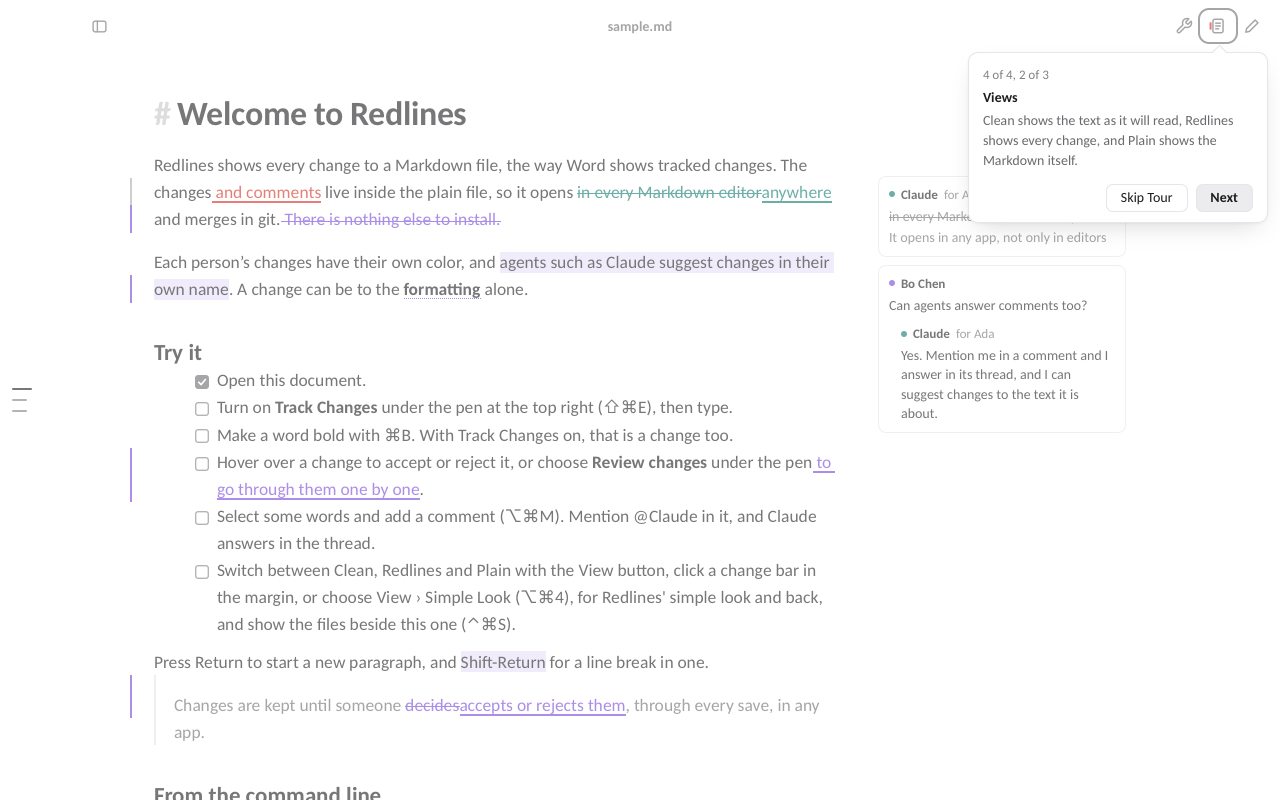 sample.md
4 of 4, 2 of 3
Views
Clean shows the text as it will read, Redlines
shows every change, and Plain shows the
Markdown itself.
Skip Tour
Next
# Welcome to Redlines
Redlines shows every change to a Markdown file, the way Word shows tracked changes. The
changes and comments live inside the plain file, so it opens in every Markdown editoranywhere
and merges in git. There is nothing else to install.
Each person’s changes have their own color, and agents such as Claude suggest changes in their
own name. A change can be to the formatting alone.
Try it
Open this document.
Turn on Track Changes under the pen at the top right (⇧⌘E), then type.
Make a word bold with ⌘B. With Track Changes on, that is a change too.
Hover over a change to accept or reject it, or choose Review changes under the pen to
go through them one by one.
Select some words and add a comment (⌥⌘M). Mention @Claude in it, and Claude
answers in the thread.
Switch between Clean, Redlines and Plain with the View button, click a change bar in
the margin, or choose View › Simple Look (⌥⌘4), for Redlines' simple look and back,
and show the files beside this one (⌃⌘S).
Press Return to start a new paragraph, and Shift-Return for a line break in one.
Changes are kept until someone decidesaccepts or rejects them, through every save, in any
app.
From the command line
Claude for
in every
It opens in any app, not only in editors
Bo Chen
Can agents answer comments too?
Claude for Ada
Yes. Mention me in a comment and I
answer in its thread, and I can
suggest changes to the text it is
about.